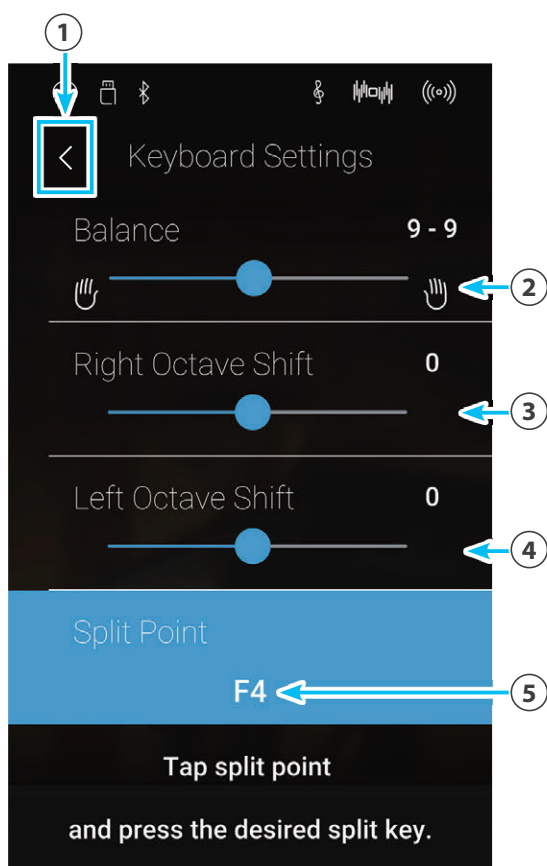 1
Keyboard Settings
Balance 9 - 9
2
Right Octave Shift 0
3
Left Octave Shift 0
4
Split Point
F4
5
Tap split point
and press the desired split key.